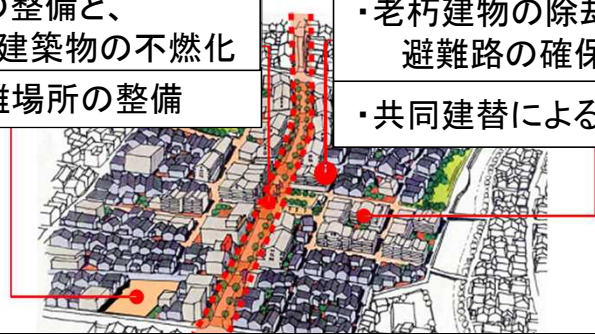 の整備と、
建築物の不燃化
難場所の整備
・老朽建物の除却
避難路の確保
・共同建替による